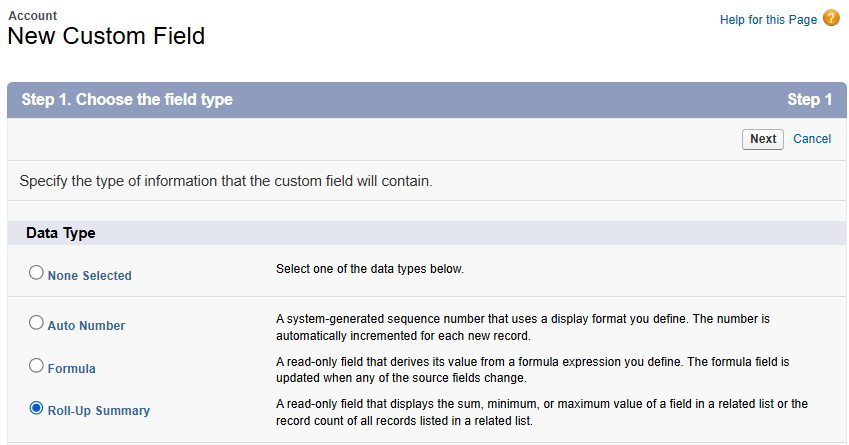 Account
New Custom Field
Help for this Page ?
Step 1. Choose the field type
Step 1
Next
Cancel
Specify the type of information that the custom field will contain.
Data Type
None Selected
Select one of the data types below.
Auto Number
A system-generated sequence number that uses a display format you define. The number is
automatically incremented for each new record.
Formula
A read-only field that derives its value from a formula expression you define. The formula field is
updated when any of the source fields change.
Roll-Up Summary
A read-only field that displays the sum, minimum, or maximum value of a field in a related list or the
record count of all records listed in a related list.